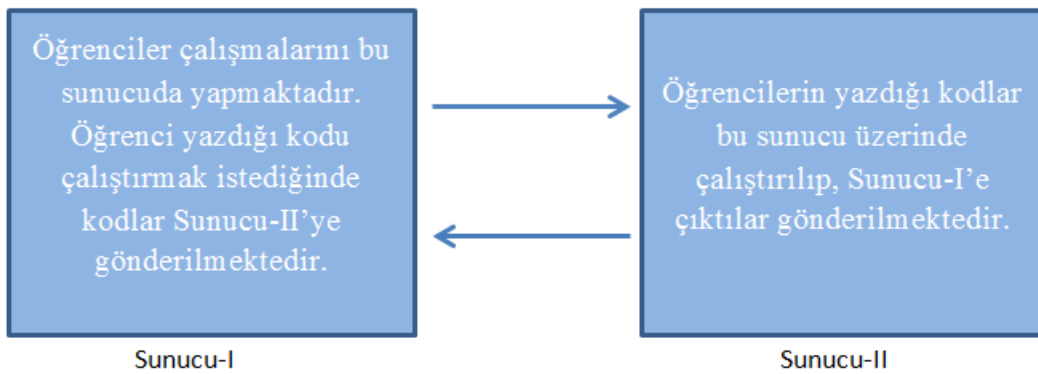 Öğrenciler çalışmalarını bu
sunucuda yapmaktadır.
Öğrenci yazdığı kodu
çalıştırmak istediğinde
kodlar Sunucu-II’ye
gönderilmektedir.
Öğrencilerin yazdığı kodlar
bu sunucu üzerinde
çalıştırılıp, Sunucu-I’e
çıktılar gönderilmektedir.
Sunucu-I
Sunucu-II